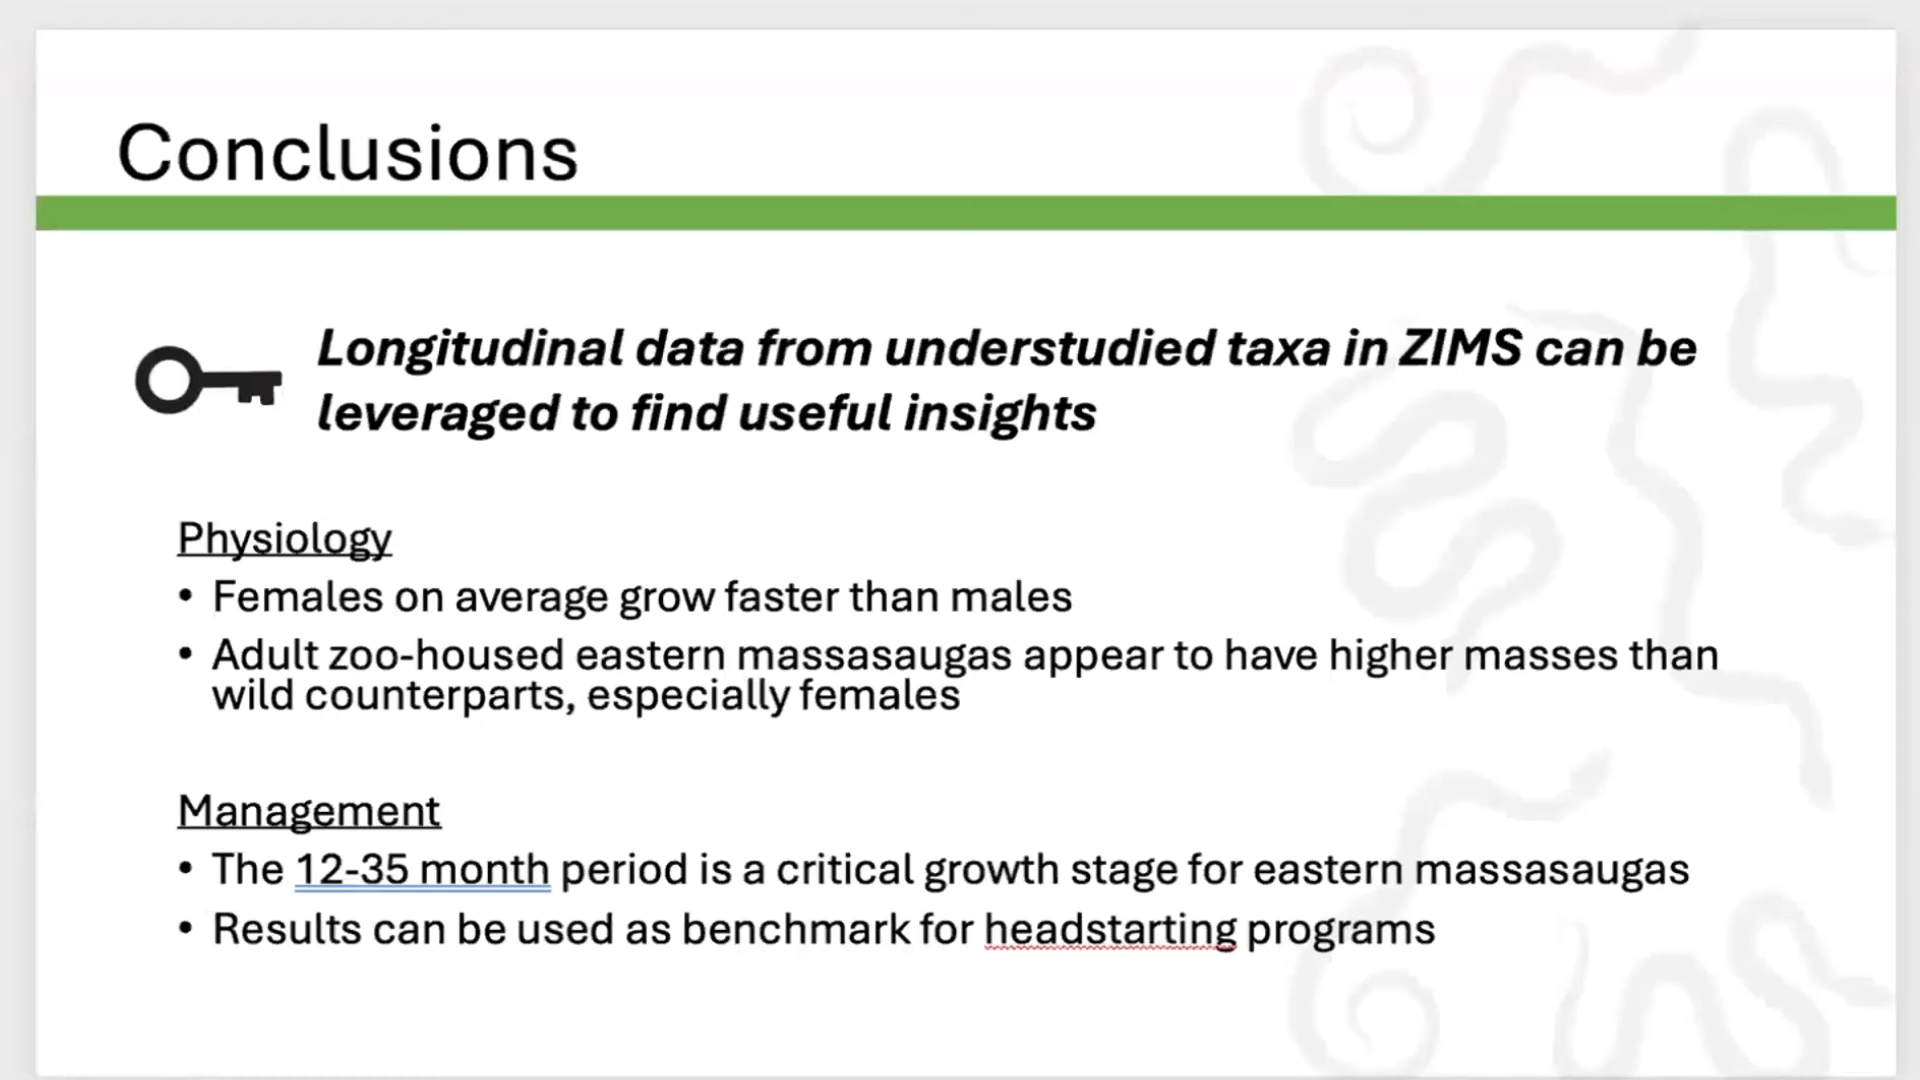 Conclusions
Longitudinal data from understudied taxa in ZIMS can be
leveraged to find useful insights
Physiology
• Females on average grow faster than males
• Adult zoo-housed eastern massasaugas appear to have higher masses than
wild counterparts, especially females
Management
• The 12-35 month period is a critical growth stage for eastern massasaugas
• Results can be used as benchmark for headstarting programs